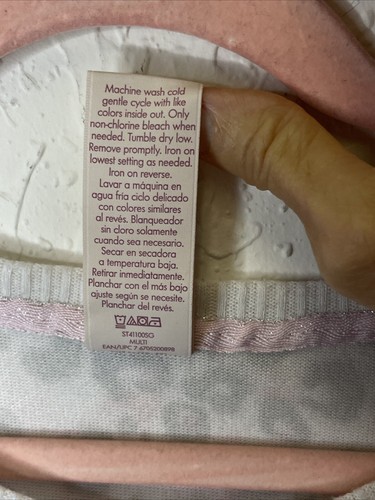 Machine wash cold
gentle cycle with like
colors inside out. Only
non-chlorine bleach when
needed. Tumble dry low.
Remove promptly. Iron on
lowest setting as needed.
Iron on reverse.
Lavar a máquina en
agua fría ciclo delicado
con colores similares
al revés. Blanqueador
sin cloro solamente
cuando sea necesario.
Secar en secadora
a temperatura baja.
Retirar inmediatamente.
Planchar con el más bajo
ajuste según se necesite.
Planchar del revés.
MULTI
EAN/UPC 7